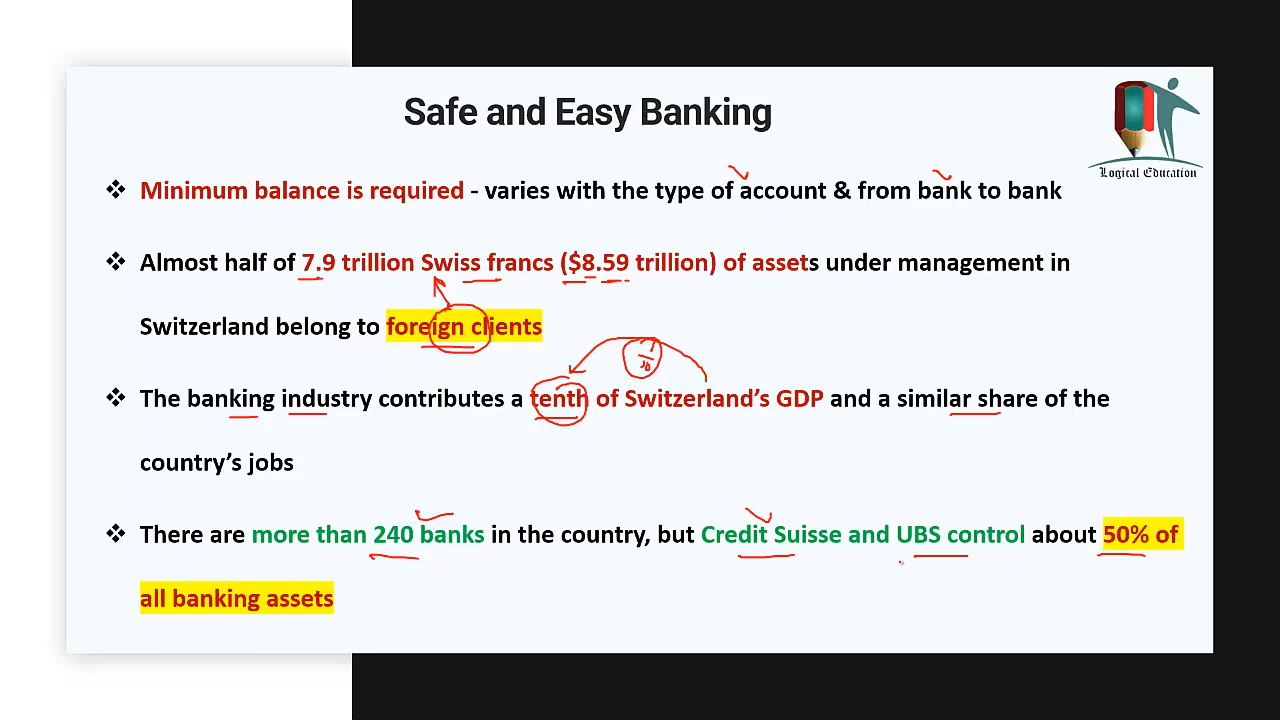 Safe and Easy Banking
Logical Education
❖ Minimum balance is required - varies with the type of account & from bank to bank
❖ Almost half of 7.9 trillion Swiss francs ($8.59 trillion) of assets under management in
Switzerland belong to foreign clients
1/10
❖ The banking industry contributes a tenth of Switzerland’s GDP and a similar share of the
country’s jobs
❖ There are more than 240 banks in the country, but Credit Suisse and UBS control about 50% of
all banking assets